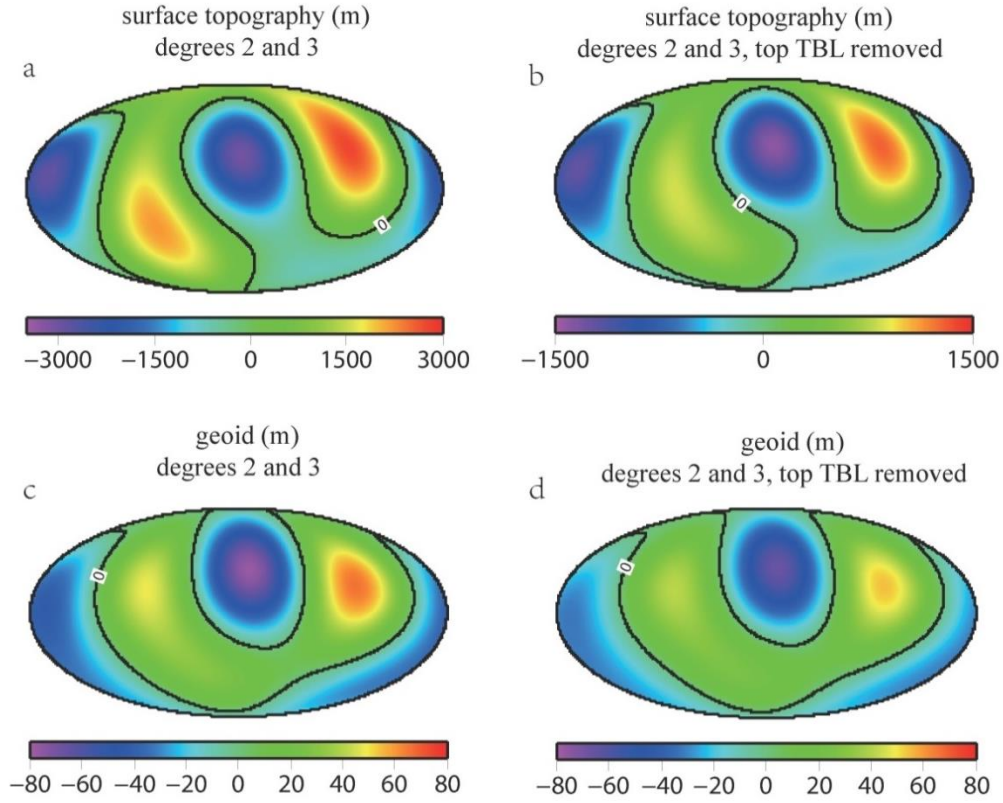 surface topography (m)
degrees 2 and 3
a
0
−3000 −1500 0 1500 3000
surface topography (m)
degrees 2 and 3, top TBL removed
b
0
−1500 0 1500
geoid (m)
degrees 2 and 3
c
0
−80 −60 −40 −20 0 20 40 60 80
geoid (m)
degrees 2 and 3, top TBL removed
d
0
−80 −60 −40 −20 0 20 40 60 80